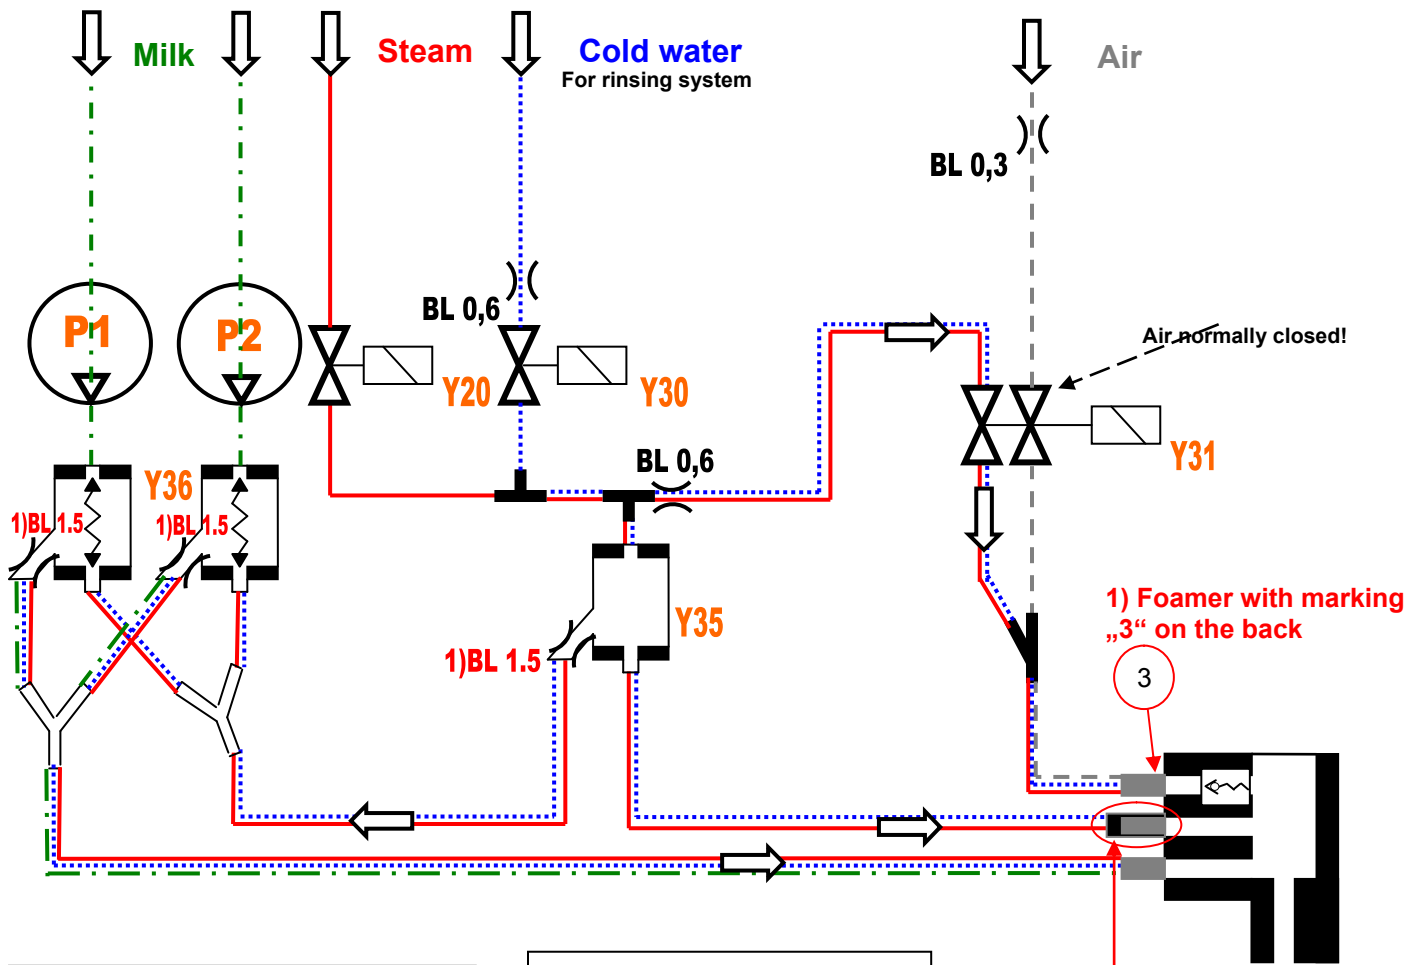 Milk
Steam
Cold water
For rinsing system
Air
BL 0,3
P1
P2
BL 0,6
Air normally closed!
Y20
Y30
Y31
BL 0,6
Y36
1)BL 1.5
1)BL 1.5
Y35
1)BL 1.5
1) Foamer with marking
„3“ on the back
3